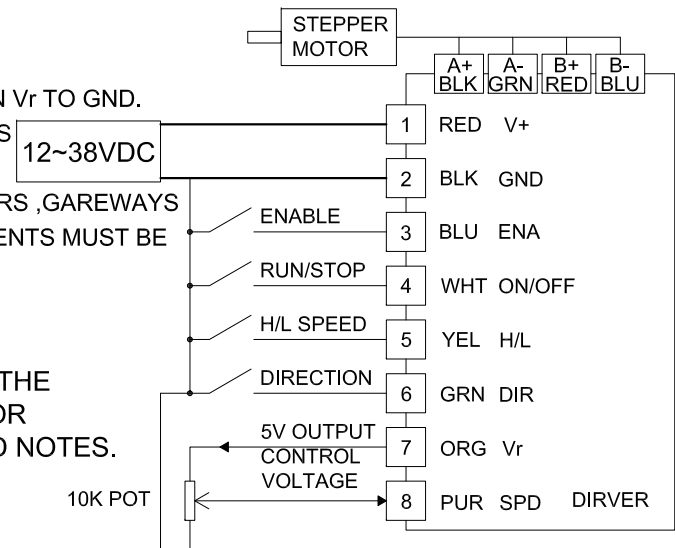 STEPPER
MOTOR
A+ A- B+ B-
BLK GRN RED BLU
N Vr TO GND.
S
12~38VDC
RS ,GAREWAYS
ENTS MUST BE
1 RED V+
2 BLK GND
ENABLE
3 BLU ENA
RUN/STOP
4 WHT ON/OFF
H/L SPEED
5 YEL H/L
THE
OR
O NOTES.
DIRECTION
6 GRN DIR
5V OUTPUT
CONTROL
VOLTAGE
7 ORG Vr
10K POT
8 PUR SPD DIRVER